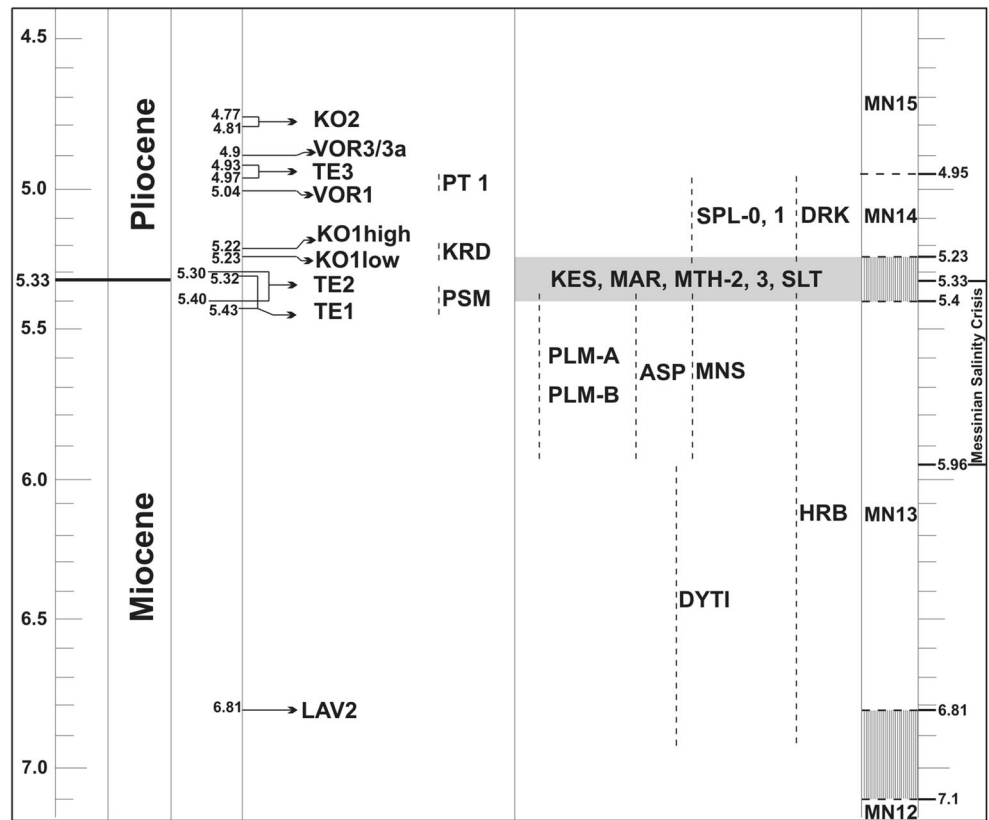 4.5
5.0
5.33
5.5
6.0
6.5
7.0
Pliocene
Miocene
4.77
4.81
KO2
4.9
VOR3/3a
4.93
4.97
TE3
5.04
VOR1
5.22
KO1high
5.23
KO1low
5.30
5.32
TE2
5.40
5.43
TE1
6.81
LAV2
PT 1
KRD
PSM
SPL-0, 1
DRK
KES, MAR, MTH-2, 3, SLT
PLM-A
PLM-B
ASP
MNS
HRB
DYTI
MN15
MN14
MN13
MN12
4.95
5.23
5.33
5.4
5.96
6.81
7.1
Messinian Salinity Crisis